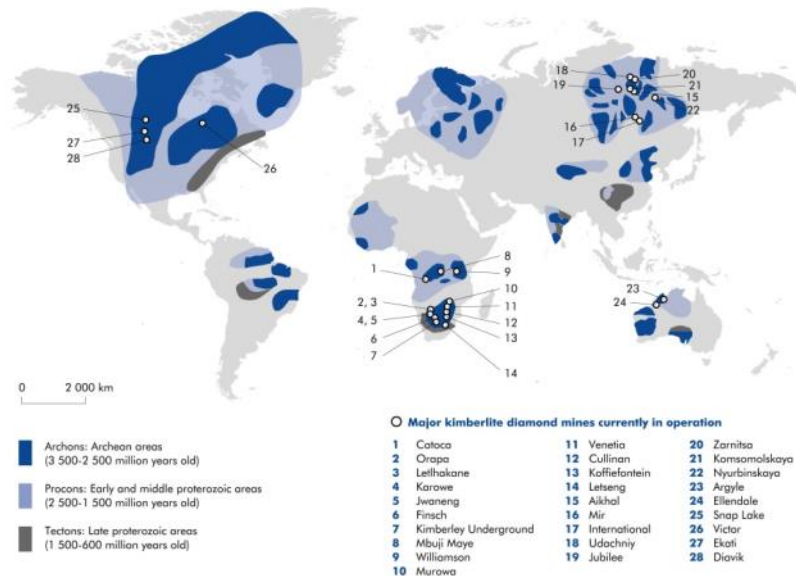 18
19
20
21
15
22
16
17
25
27
28
26
1
8
9
10
2, 3
4, 5
6
7
11
12
13
14
23
24
0 2 000 km
Archons: Archean areas
(3 500-2 500 million years old)
Procons: Early and middle proterozoic areas
(2 500-1 500 million years old)
Tectons: Late proterozoic areas
(1 500-600 million years old)
Major kimberlite diamond mines currently in operation
1 Catoca
2 Orapa
3 Letlhakane
4 Karowe
5 Jwaneng
6 Finsch
7 Kimberley Underground
8 Mbuji Maye
9 Williamson
10 Murowa
11 Venetia
12 Cullinan
13 Koffiefontein
14 Letseng
15 Aikhal
16 Mir
17 International
18 Udachniy
19 Jubilee
20 Zarnitsa
21 Komsomolskaya
22 Nyurbinskaya
23 Argyle
24 Ellendale
25 Snap Lake
26 Victor
27 Ekati
28 Diavik